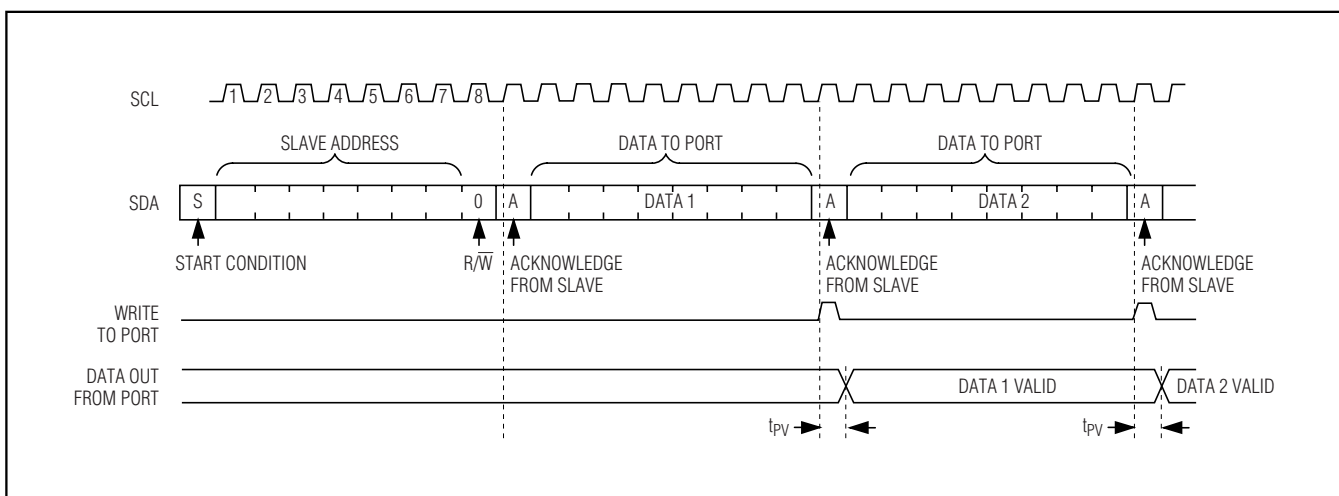 SCL 1 2 3 4 5 6 7 8
SLAVE ADDRESS DATA TO PORT DATA TO PORT
SDA S 0 A DATA 1 A DATA 2 A
START CONDITION R/W̅ ACKNOWLEDGE ACKNOWLEDGE ACKNOWLEDGE
FROM SLAVE FROM SLAVE FROM SLAVE
WRITE
TO PORT
DATA OUT
FROM PORT
DATA 1 VALID DATA 2 VALID
tPV tPV